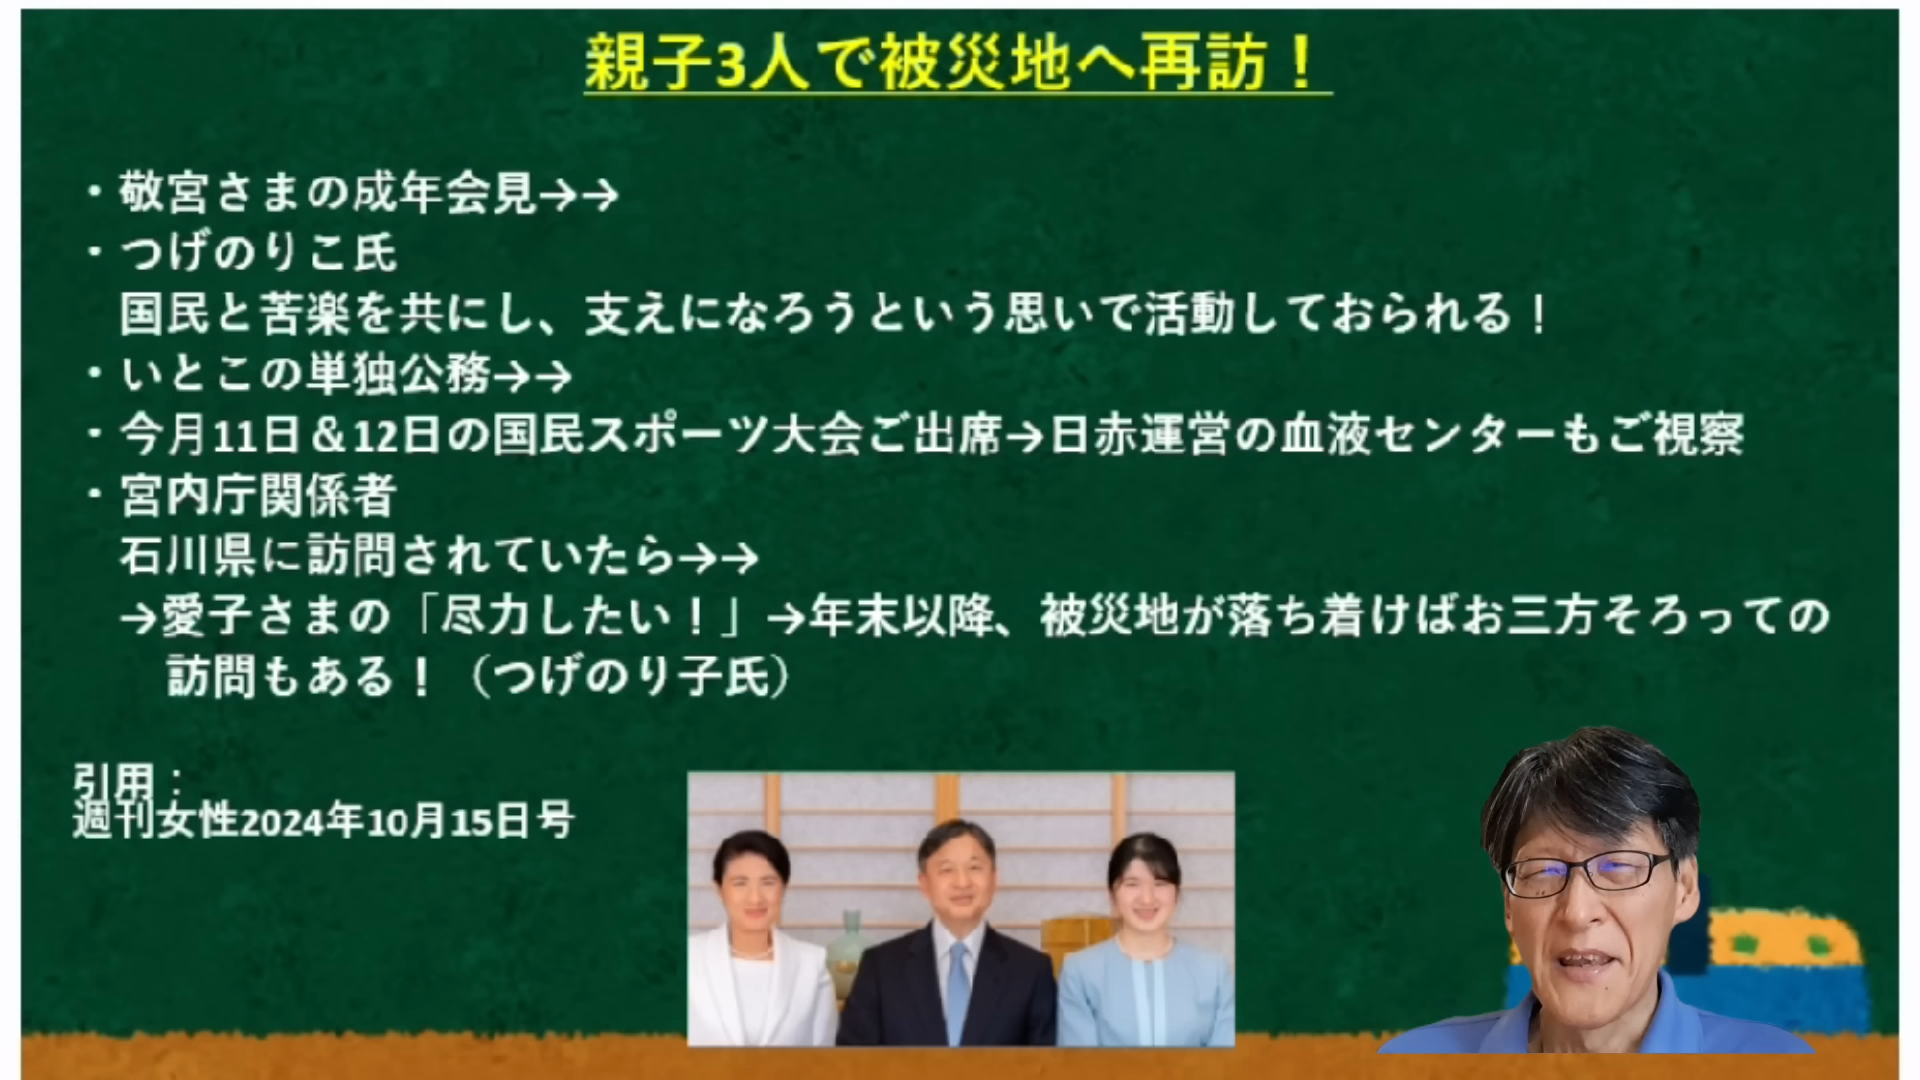 親子3人で被災地へ再訪！
・敬宮さまの成年会見→→
・つげのりこ氏
国民と苦楽を共にし、支えになろうという思いで活動しておられる！
・いとこの単独公務→→
・今月11日＆12日の国民スポーツ大会ご出席→日赤運営の血液センターもご視察
・宮内庁関係者
石川県に訪問されていたら→→
→愛子さまの「尽力したい！」→年末以降、被災地が落ち着けばお三方そろっての
訪問もある！（つげのり子氏）
引用：
週刊女性2024年10月15日号